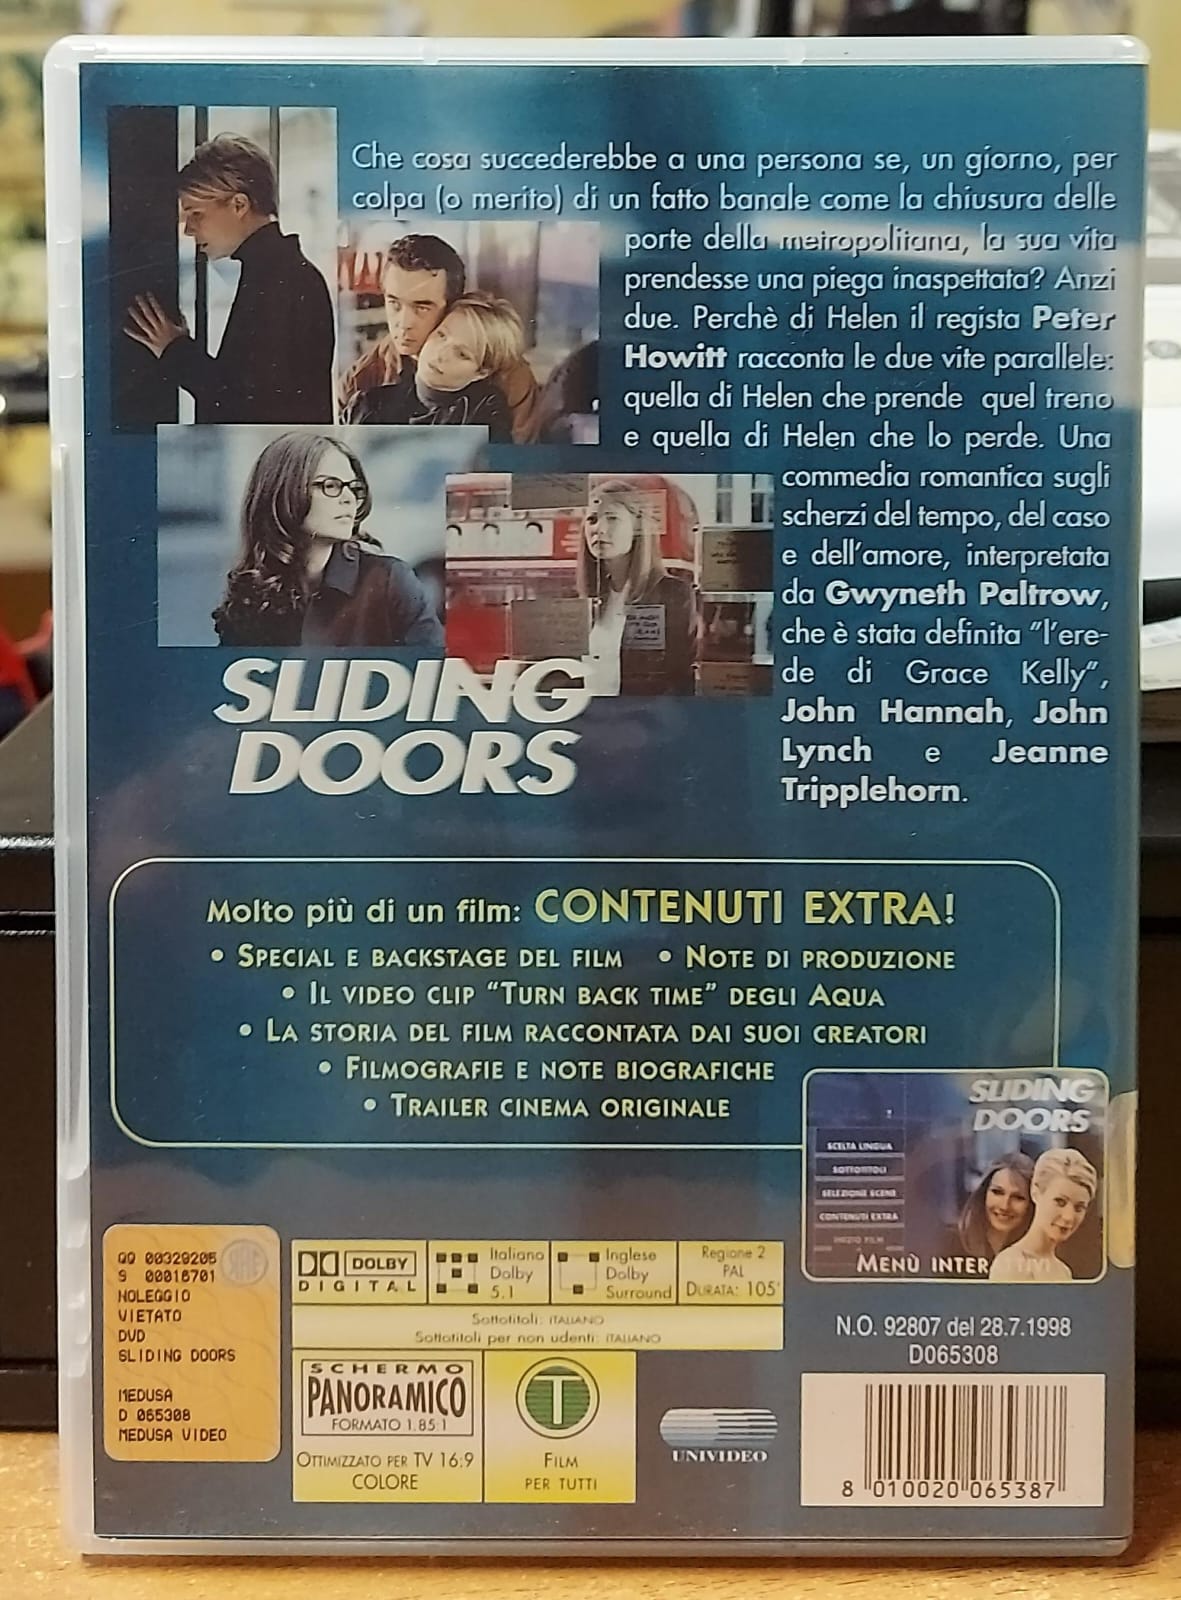 Che cosa succederebbe a una persona se, un giorno, per
colpa (o merito) di un fatto banale come la chiusura delle
porte della metropolitana, la sua vita
prendesse una piega inaspettata? Anzi
due. Perchè di Helen il regista Peter
Howitt racconta le due vite parallele:
quella di Helen che prende quel treno
e quella di Helen che lo perde. Una
commedia romantica sugli
scherzi del tempo, del caso
e dell'amore, interpretata
da Gwyneth Paltrow,
che è stata definita "l'ere-
de di Grace Kelly",
John Hannah, John
Lynch e Jeanne
Tripplehorn.
SLIDING
DOORS
Molto più di un film: CONTENUTI EXTRA!
• SPECIAL E BACKSTAGE DEL FILM • NOTE DI PRODUZIONE
• IL VIDEO CLIP "TURN BACK TIME" DEGLI AQUA
• LA STORIA DEL FILM RACCONTATA DAI SUOI CREATORI
• FILMOGRAFIE E NOTE BIOGRAFICHE
• TRAILER CINEMA ORIGINALE
SLIDING
DOORS
SCELTA LINGUA
SOTTOTITOLI
SELEZIONE SCENE
CONTENUTI EXTRA
INIZIO FILM
MENÙ INTERATTIVI
QQ 00329205
9 00018701
NOLEGGIO
VIETATO
DVD
SLIDING DOORS
MEDUSA
D 065308
MEDUSA VIDEO
DOLBY
DIGITAL
Italiano
Dolby
5.1
Inglese
Dolby
Surround
Regione 2
PAL
DURATA: 105'
Sottotitoli: ITALIANO
Sottotitoli per non udenti: ITALIANO
SCHERMO
PANORAMICO
FORMATO 1.85:1
OTTIMIZZATO PER TV 16:9
COLORE
T
FILM
PER TUTTI
UNIVIDEO
N.O. 92807 del 28.7.1998
D065308
8 010020 065387